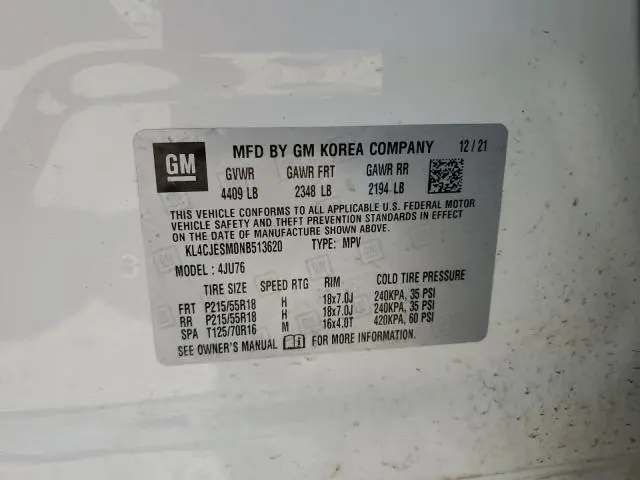 GM
MFD BY GM KOREA COMPANY 12/21
GVWR GAWR FRT GAWR RR
4409 LB 2348 LB 2194 LB
THIS VEHICLE CONFORMS TO ALL APPLICABLE U.S. FEDERAL MOTOR
VEHICLE SAFETY AND THEFT PREVENTION STANDARDS IN EFFECT
ON THE DATE OF MANUFACTURE SHOWN ABOVE.
KL4CJESM0NB513620 TYPE: MPV
MODEL: 4JU76
TIRE SIZE SPEED RTG RIM COLD TIRE PRESSURE
FRT P215/55R18 H 18x7.0J 240KPA, 35 PSI
RR P215/55R18 H 18x7.0J 240KPA, 35 PSI
SPA T125/70R16 M 16x4.0T 420KPA, 60 PSI
SEE OWNER'S MANUAL FOR MORE INFORMATION.